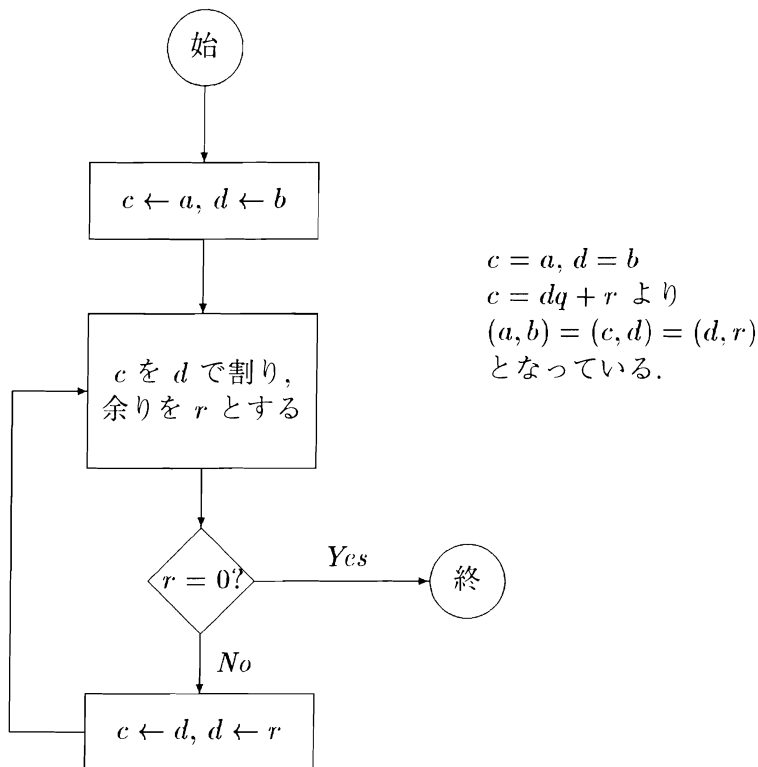 始
c ← a, d ← b
c を d で割り,
余りを r とする
r = 0?
Yes
終
No
c ← d, d ← r
c = a, d = b
c = dq + r より
(a, b) = (c, d) = (d, r)
となっている.